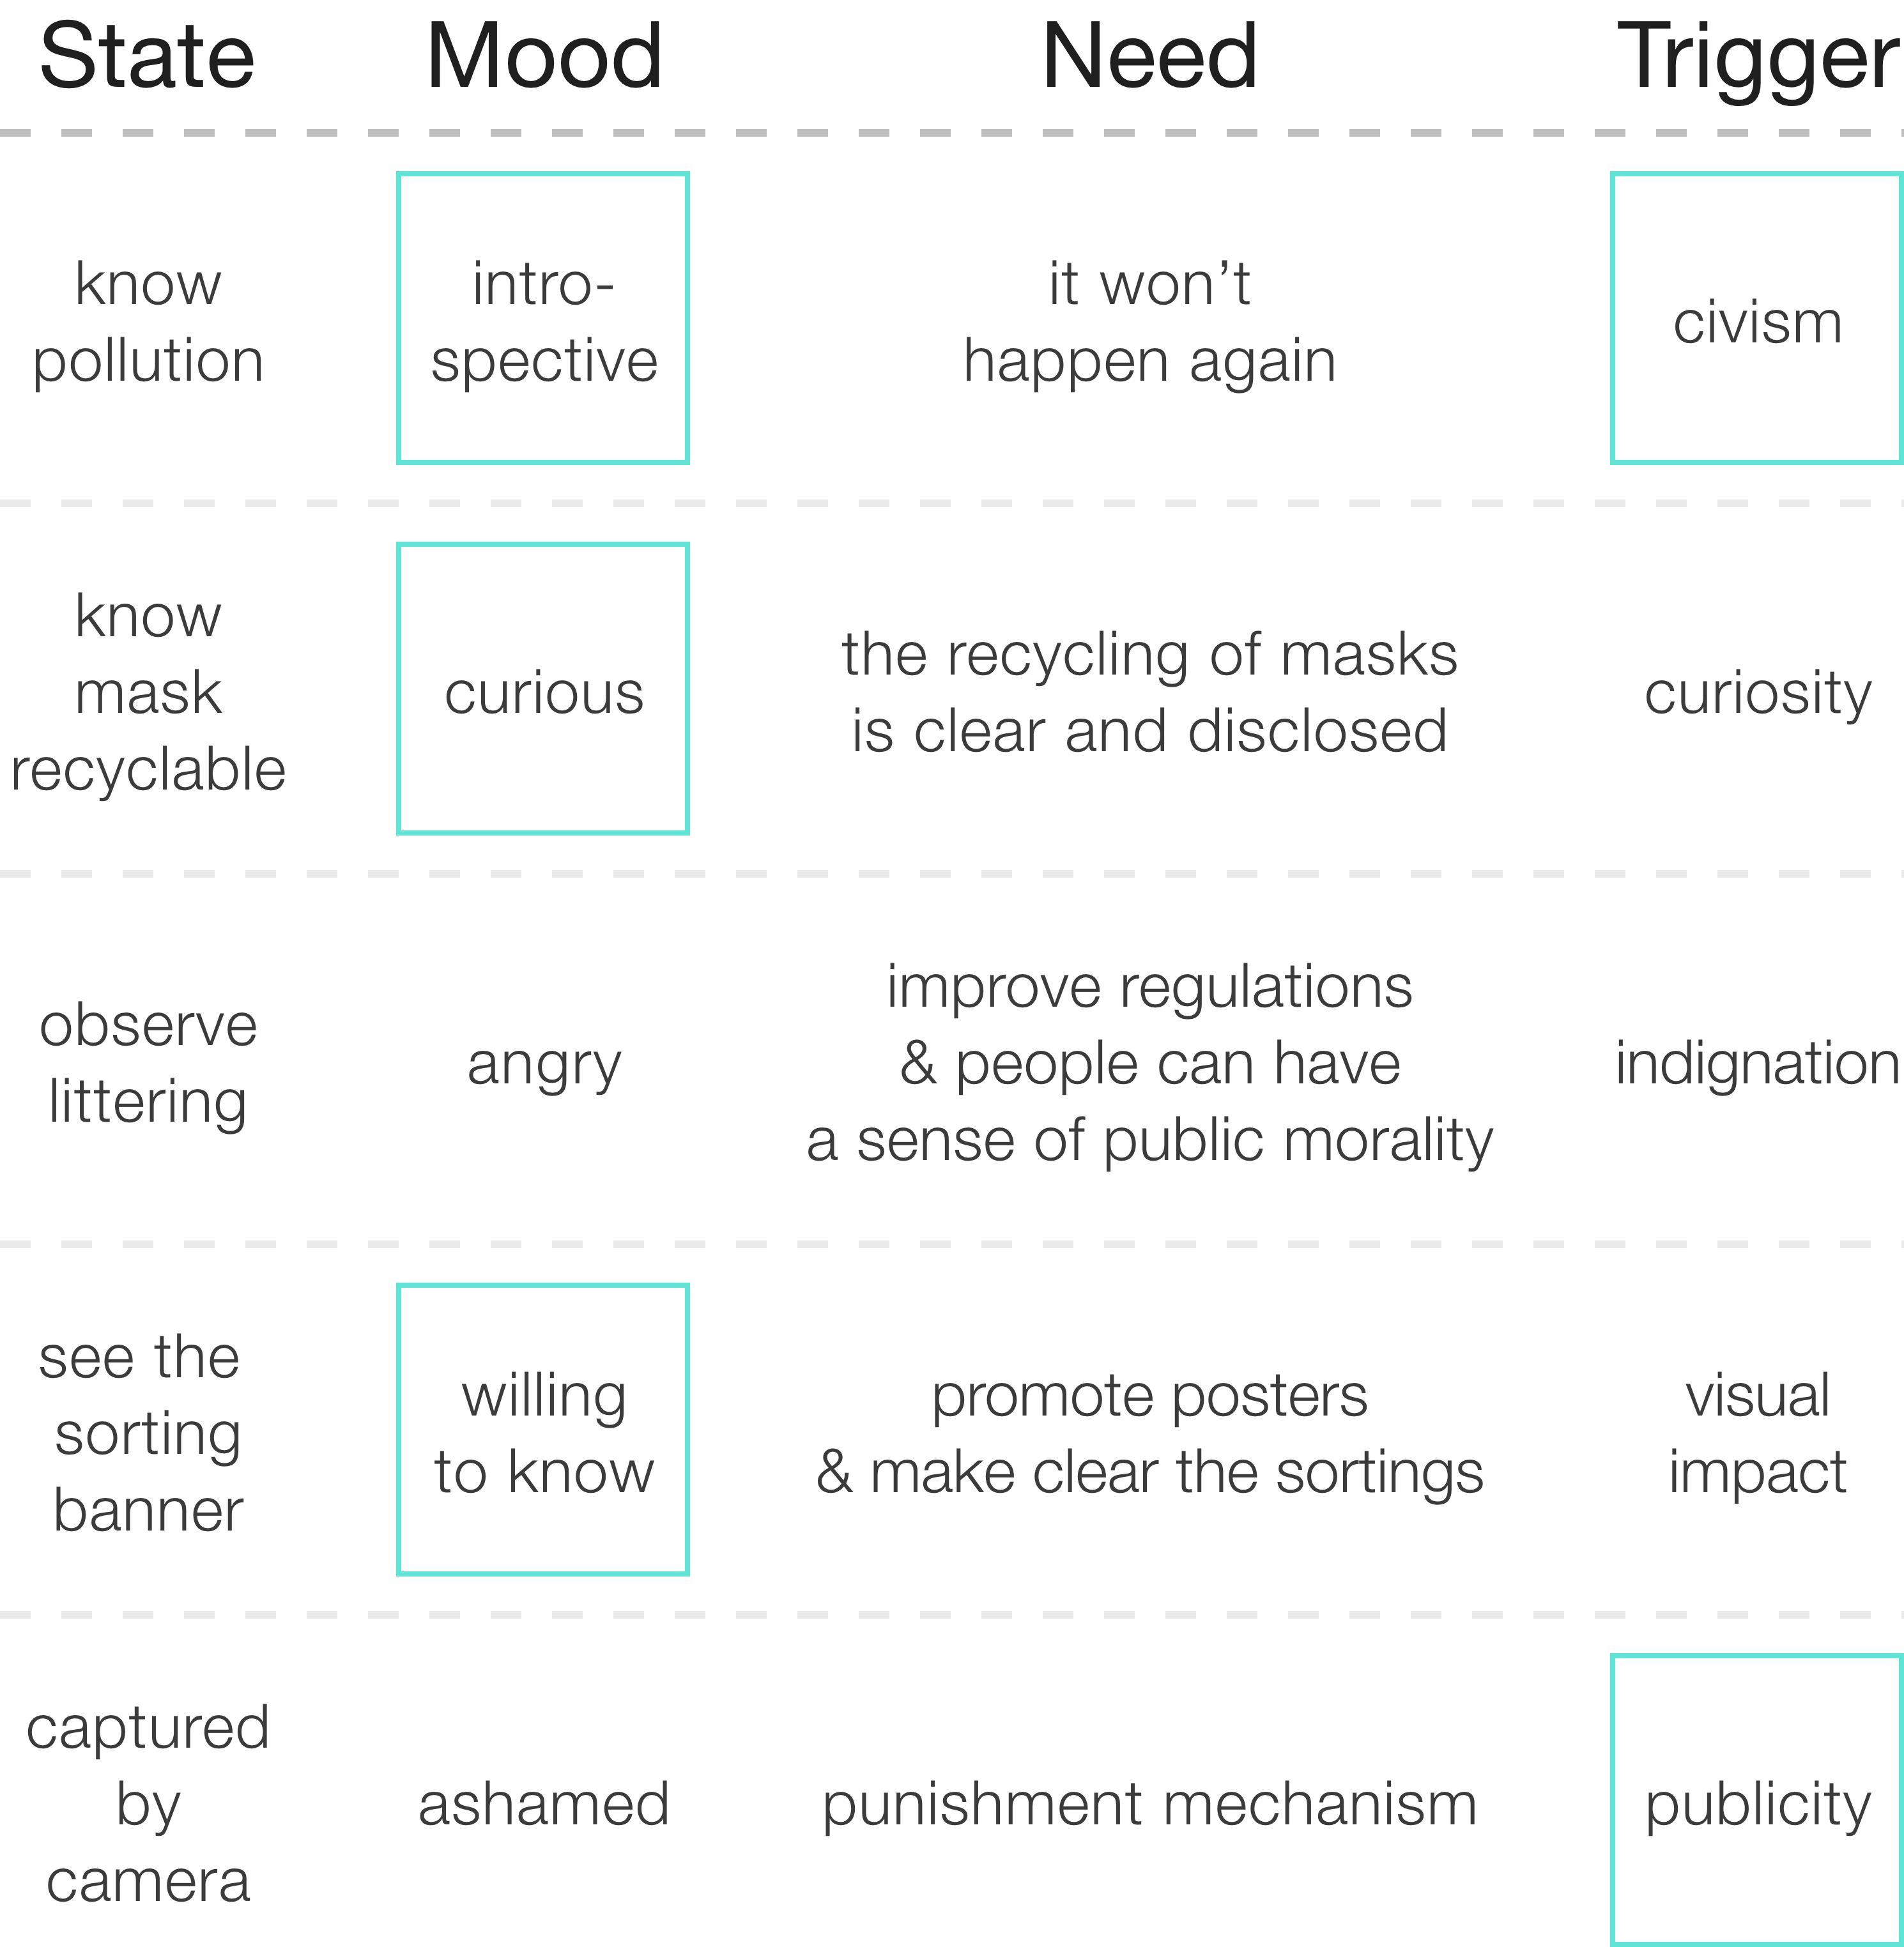 State Mood Need Trigger
know
pollution
intro-
spective
it won’t
happen again
civism
know
mask
recyclable
curious
the recycling of masks
is clear and disclosed
curiosity
observe
littering
angry
improve regulations
& people can have
a sense of public morality
indignation
see the
sorting
banner
willing
to know
promote posters
& make clear the sortings
visual
impact
captured
by
camera
ashamed
punishment mechanism
publicity